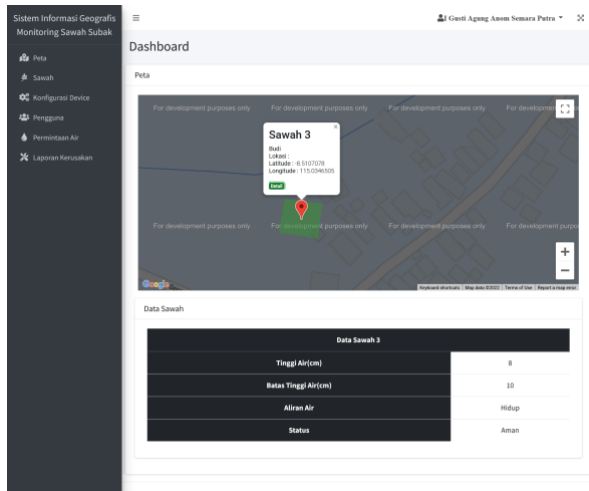 Sistem Informasi Geografis
Monitoring Sawah Subak
Peta
Sawah
Konfigurasi Device
Pengguna
Permintaan Air
Laporan Kerusakan
I Gusti Agung Anom Semara Putra
Dashboard
Peta
For development purposes only For development purposes only For development purposes only For development
Sawah 3
Budi
Lokasi :
Latitude : -8.5107078
Longitude : 115.0346505
Detail
For development purposes only For development purposes only For development purposes only For development purpo
Google
Keyboard shortcuts Map data ©2022 Terms of Use Report a map error
Data Sawah
Data Sawah 3
Tinggi Air(cm) 8
Batas Tinggi Air(cm) 10
Aliran Air Hidup
Status Aman